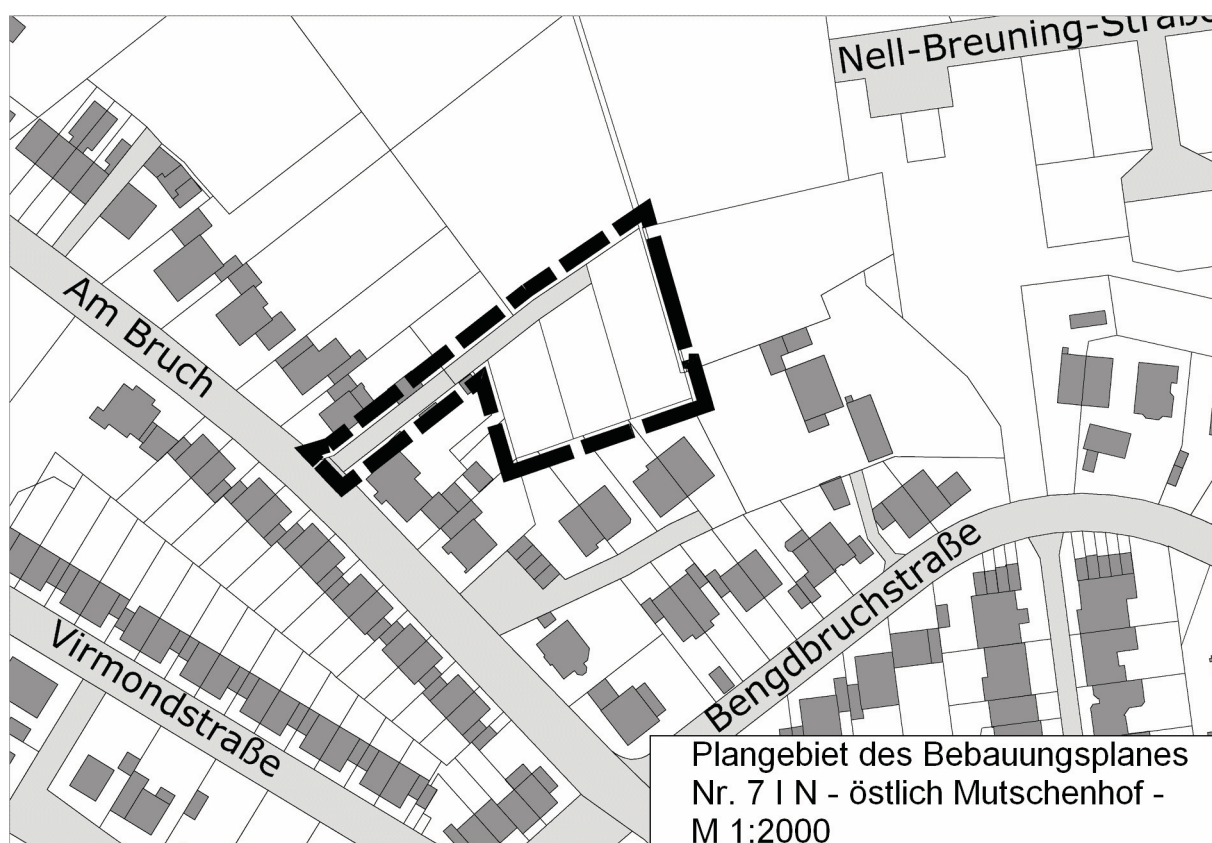 Nell-Breuning-Straße
Am Bruch
Virmondstraße
Bengdbruchstraße
Plangebiet des Bebauungsplanes
Nr. 7 I N - östlich Mutschenhof -
M 1:2000